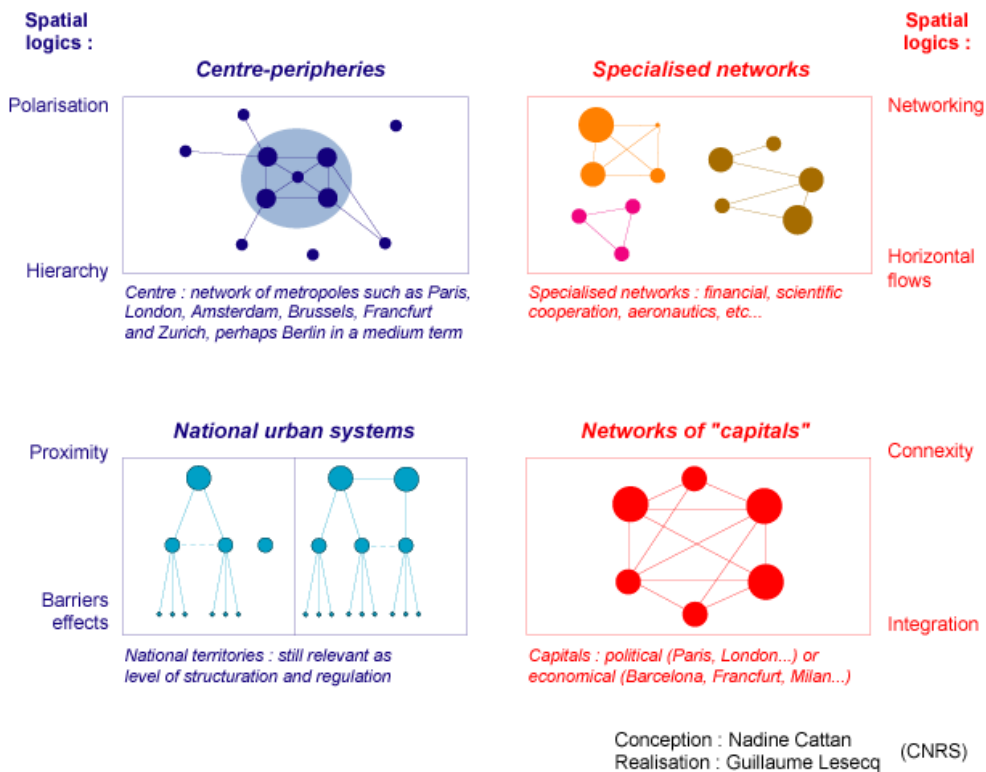 Spatial
logics :
Spatial
logics :
Centre-peripheries
Specialised networks
Polarisation
Networking
Hierarchy
Horizontal
flows
Centre : network of metropoles such as Paris,
London, Amsterdam, Brussels, Francfurt
and Zurich, perhaps Berlin in a medium term
Specialised networks : financial, scientific
cooperation, aeronautics, etc...
National urban systems
Networks of "capitals"
Proximity
Connexity
Barriers
effects
Integration
National territories : still relevant as
level of structuration and regulation
Capitals : political (Paris, London...) or
economical (Barcelona, Francfurt, Milan...)
Conception : Nadine Cattan
Realisation : Guillaume Lesecq
(CNRS)